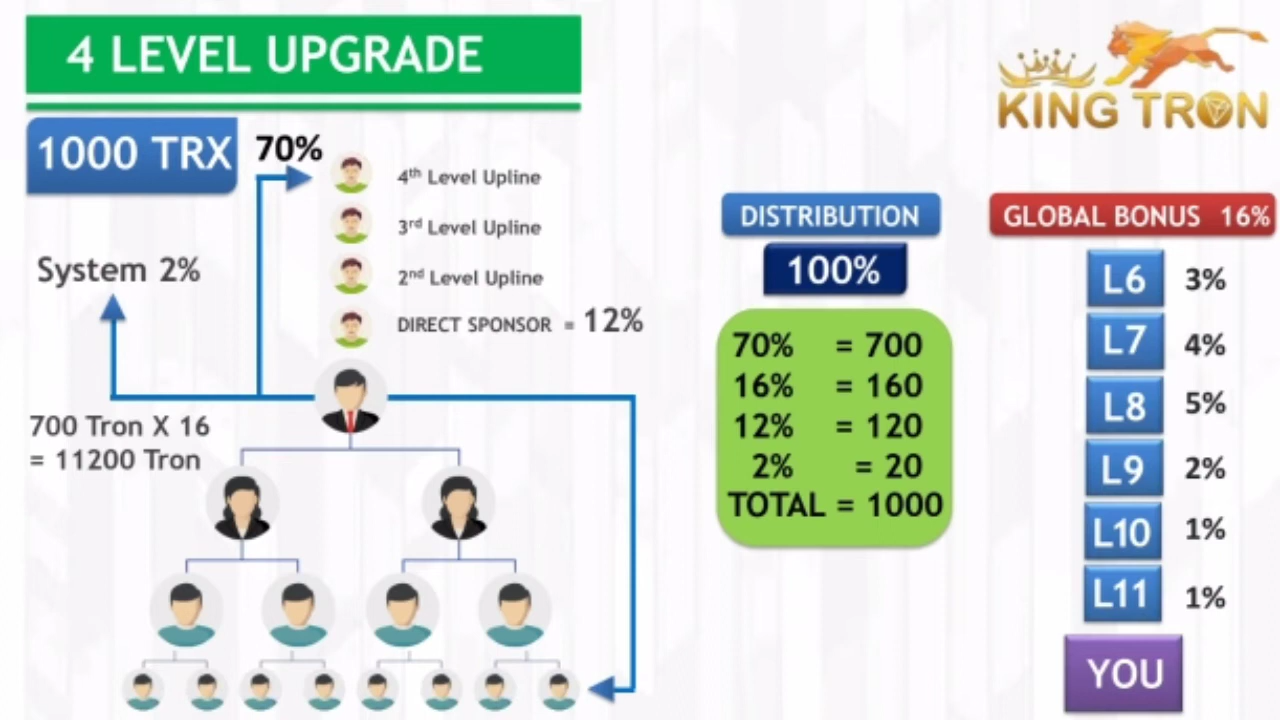 4 LEVEL UPGRADE
KING TRON
1000 TRX
70%
4th Level Upline
3rd Level Upline
2nd Level Upline
DIRECT SPONSOR = 12%
System 2%
700 Tron X 16
= 11200 Tron
DISTRIBUTION
100%
70% = 700
16% = 160
12% = 120
2% = 20
TOTAL = 1000
GLOBAL BONUS 16%
L6 3%
L7 4%
L8 5%
L9 2%
L10 1%
L11 1%
YOU